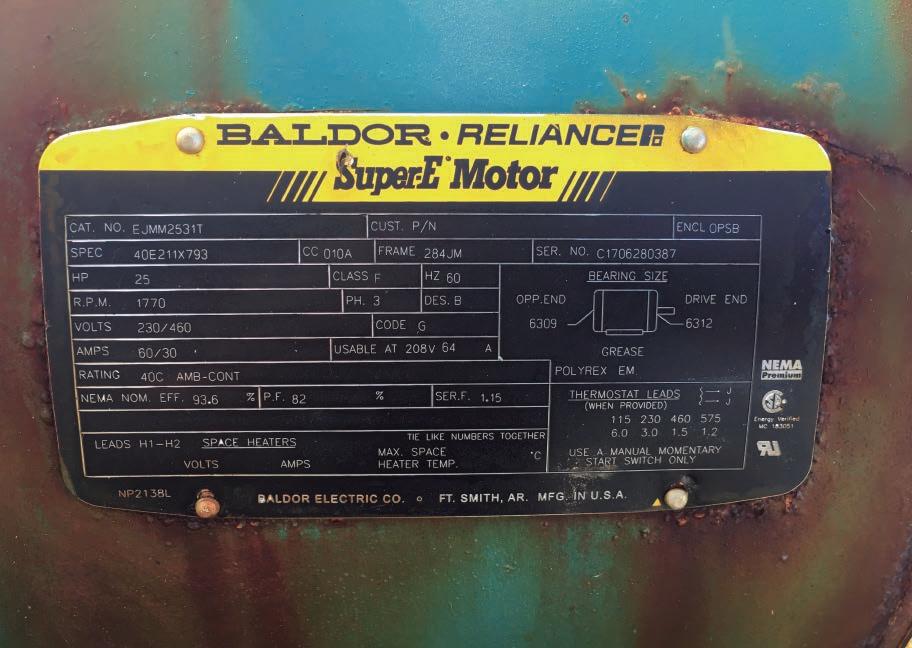 BALDOR · RELIANCE
Super-E Motor
CAT. NO. EJMM2531T CUST. P/N ENCL OPSB
SPEC 40E211X793 CC 010A FRAME 284JM SER. NO. C1706280387
HP 25 CLASS F HZ 60 BEARING SIZE
R.P.M. 1770 PH. 3 DES. B OPP.END DRIVE END
VOLTS 230/460 CODE G 6309 6312
AMPS 60/30 USABLE AT 208V 64 A GREASE
RATING 40C AMB-CONT POLYREX EM
NEMA NOM. EFF. 93.6 % P.F. 82 % SER.F. 1.15 THERMOSTAT LEADS J
(WHEN PROVIDED) J
115 230 460 575
6.0 3.0 1.5 1.2
TIE LIKE NUMBERS TOGETHER
LEADS H1-H2 SPACE HEATERS MAX. SPACE °C USE A MANUAL MOMENTARY
VOLTS AMPS HEATER TEMP. START SWITCH ONLY
NEMA
Premium
Energy Verified
MC 183051
NP2138L BALDOR ELECTRIC CO. ○ FT. SMITH, AR. MFG. IN U.S.A.